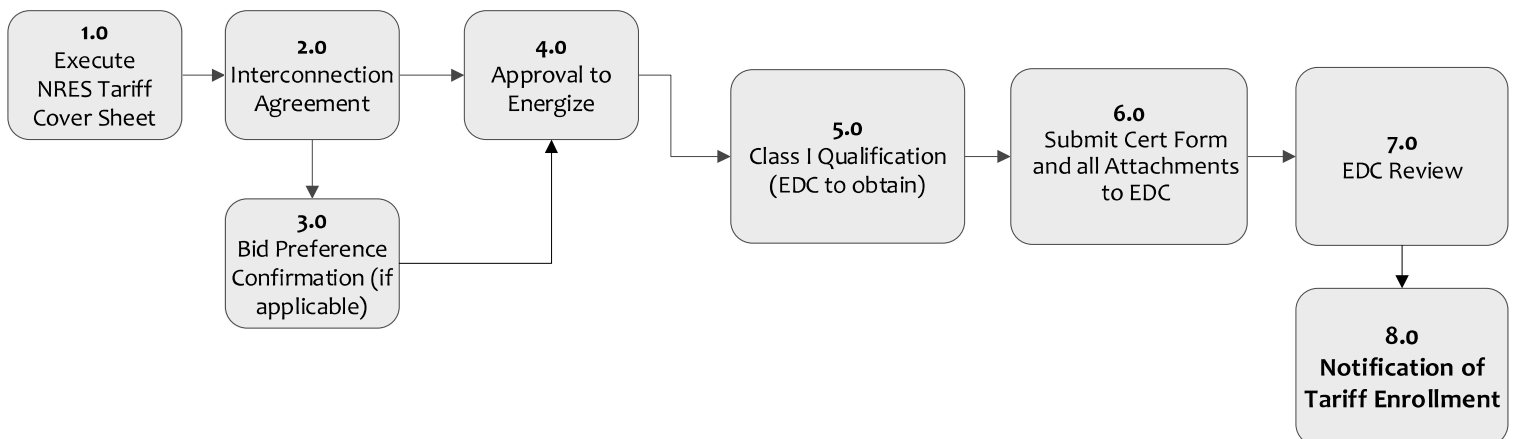 1.0
Execute
NRES Tariff
Cover Sheet
2.0
Interconnection
Agreement
3.0
Bid Preference
Confirmation (if
applicable)
4.0
Approval to
Energize
5.0
Class I Qualification
(EDC to obtain)
6.0
Submit Cert Form
and all Attachments
to EDC
7.0
EDC Review
8.0
Notification of
Tariff Enrollment